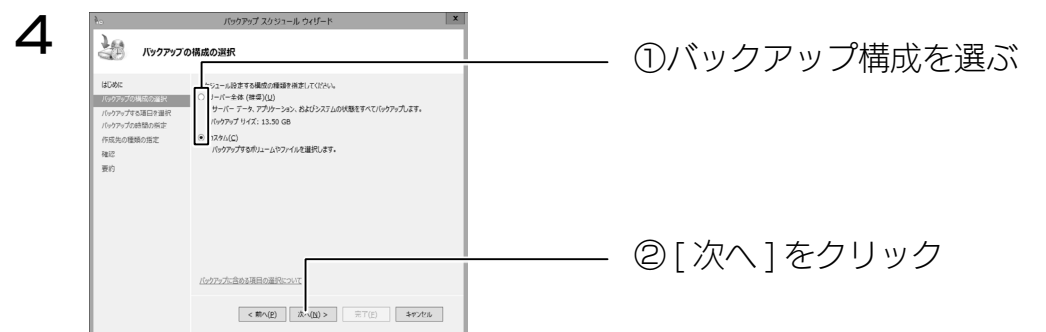 4
バックアップ スケジュール ウィザード
x
バックアップの構成の選択
はじめに
バックアップの構成の選択
バックアップする項目を選択
バックアップの時間の指定
作成先の種類の指定
確認
要約
ジュール設定する構成の種類を指定してください。
サーバー全体 (推奨)(U)
サーバー データ、アプリケーション、およびシステムの状態をすべてバックアップします。
バックアップ サイズ: 13.50 GB
カスタム(C)
バックアップするボリュームやファイルを選択します。
バックアップに含める項目の選択について
< 前へ(P)
次へ(N) >
完了(F)
キャンセル
①バックアップ構成を選ぶ
②[ 次へ ]をクリック